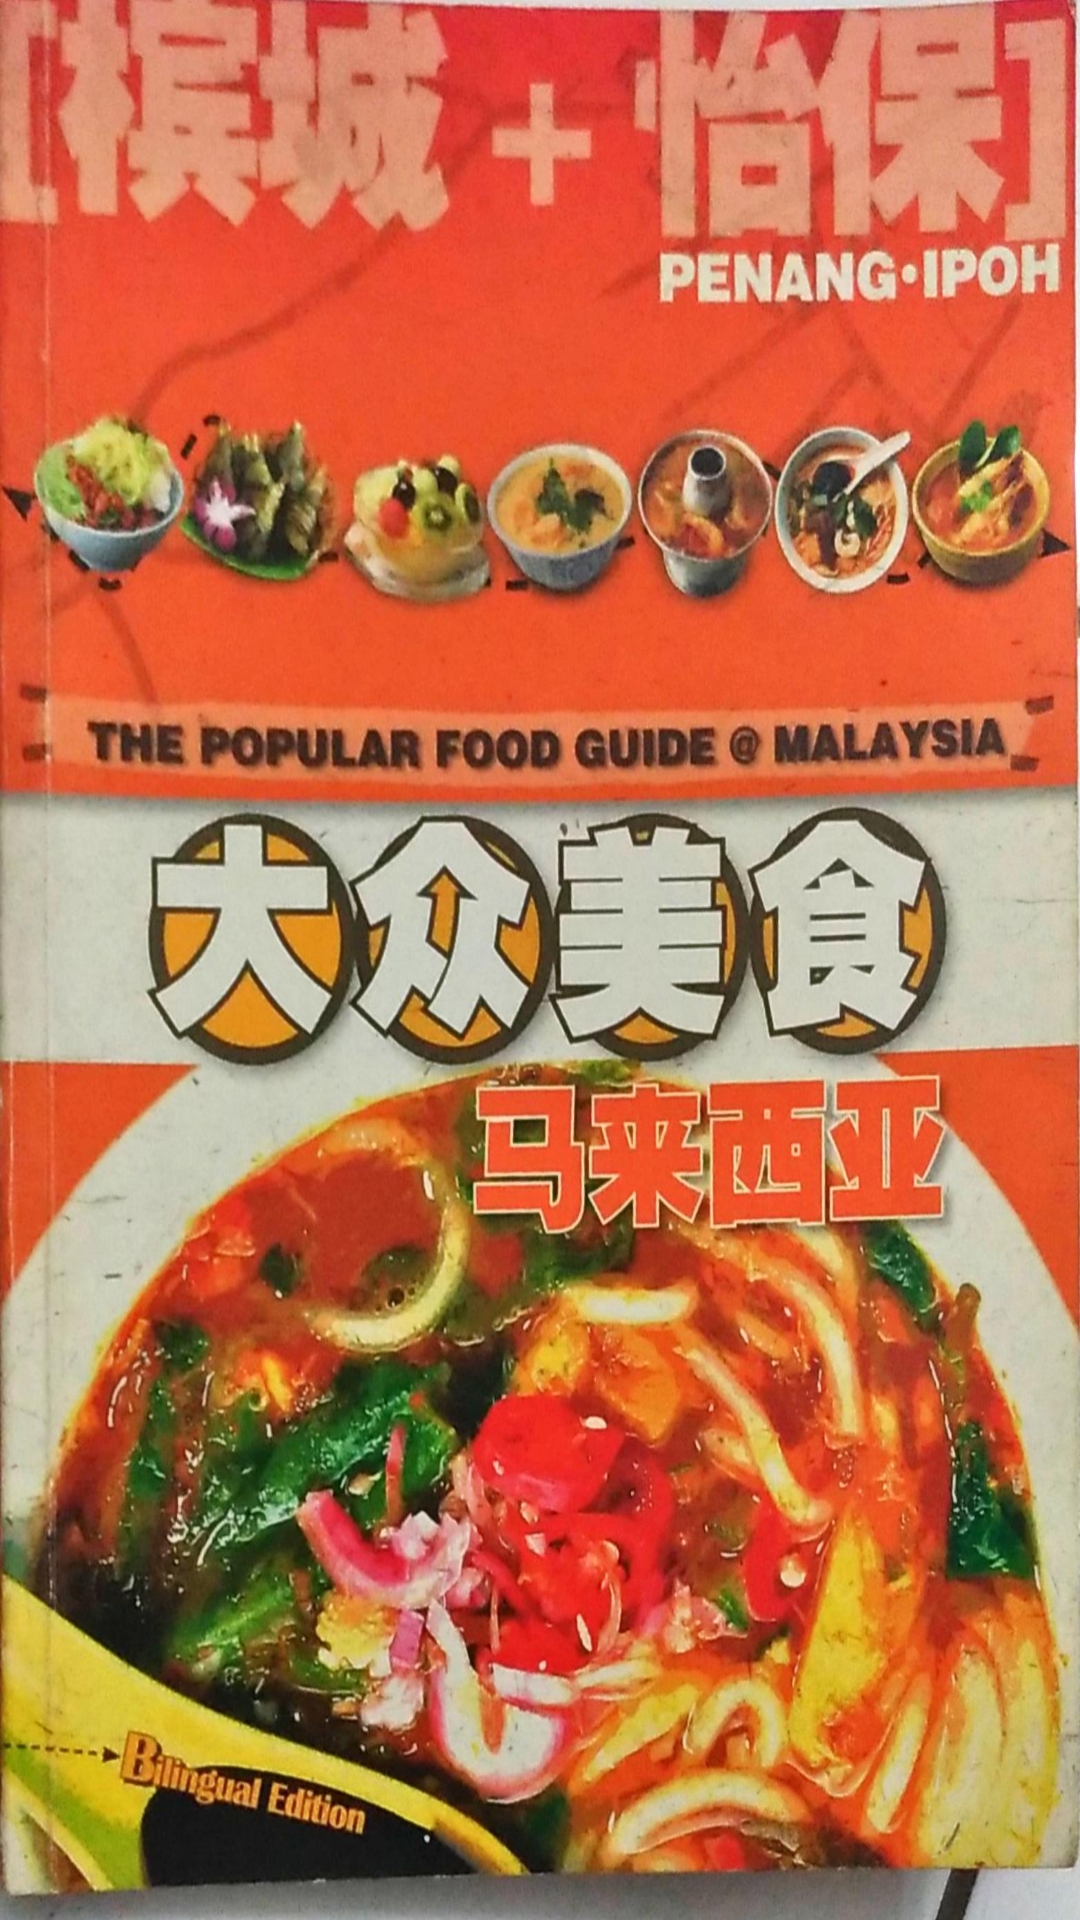 [槟城 + 怡保]
PENANG•IPOH
THE POPULAR FOOD GUIDE @ MALAYSIA
大众美食
马来西亚
Bilingual Edition